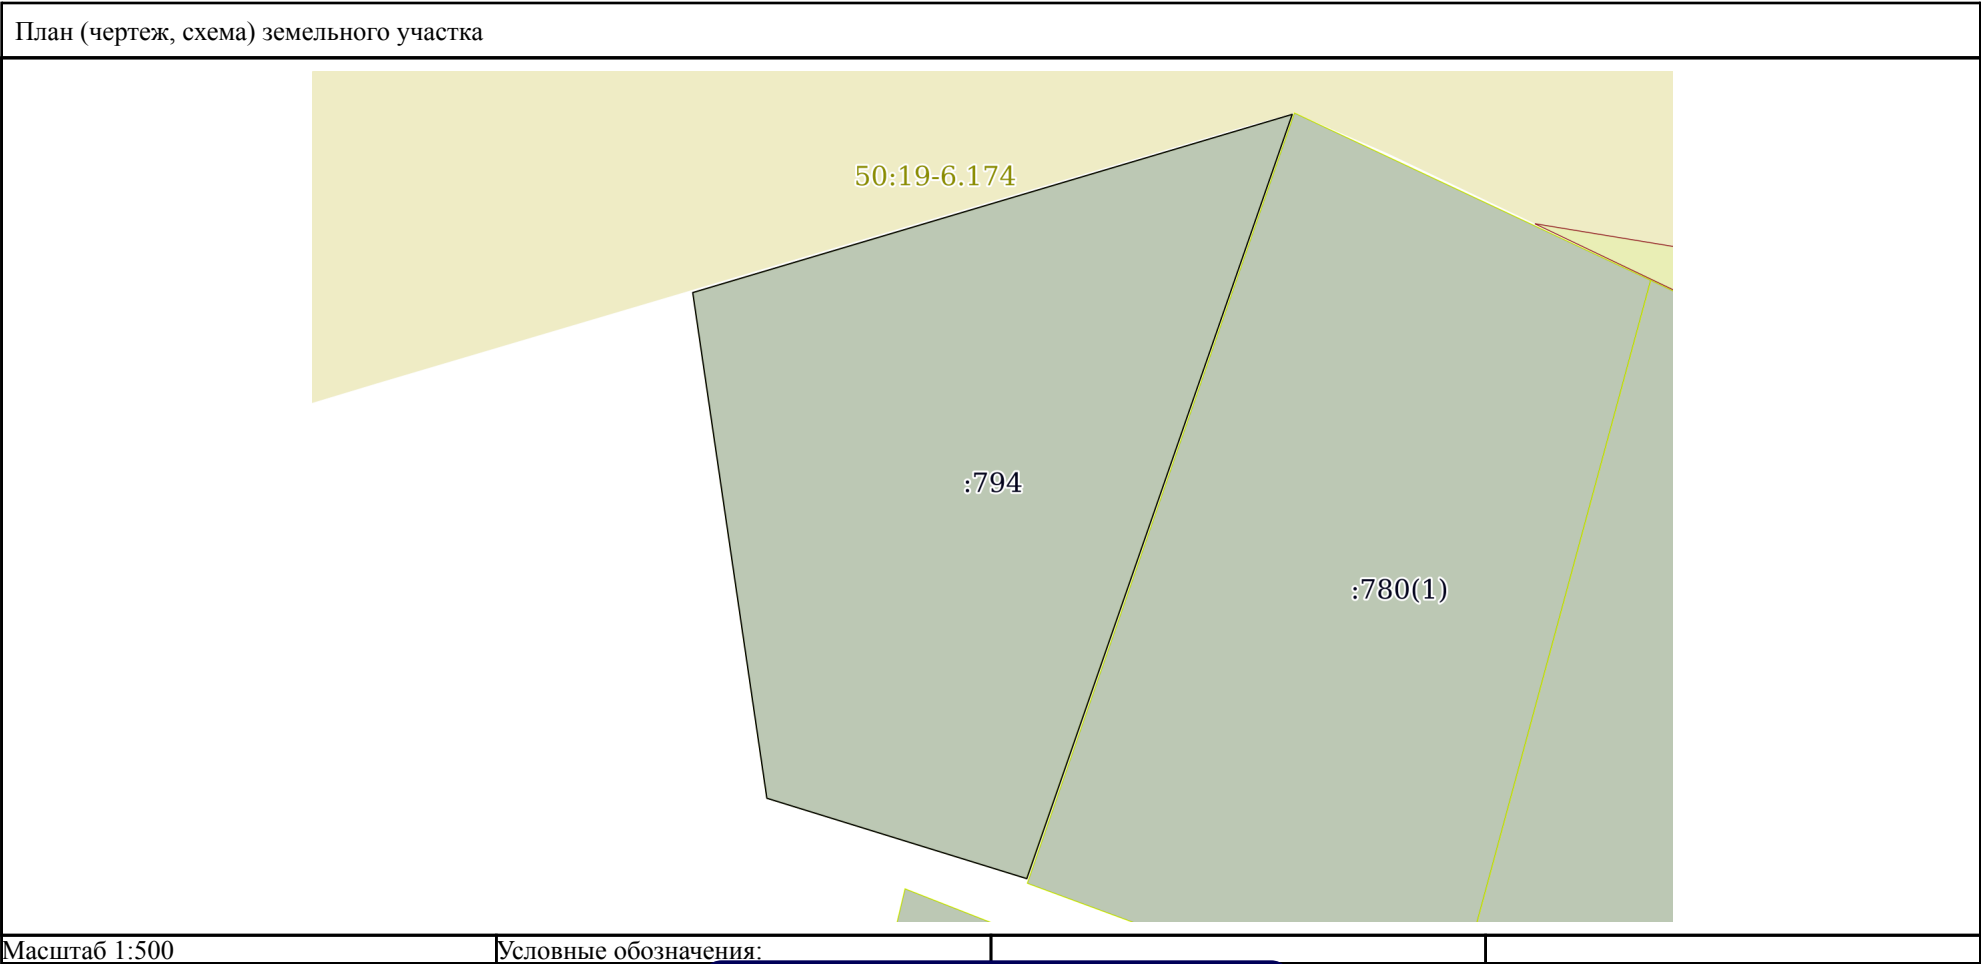 План (чертеж, схема) земельного участка
50:19-6.174
:794
:780(1)
Масштаб 1:500
Условные обозначения: